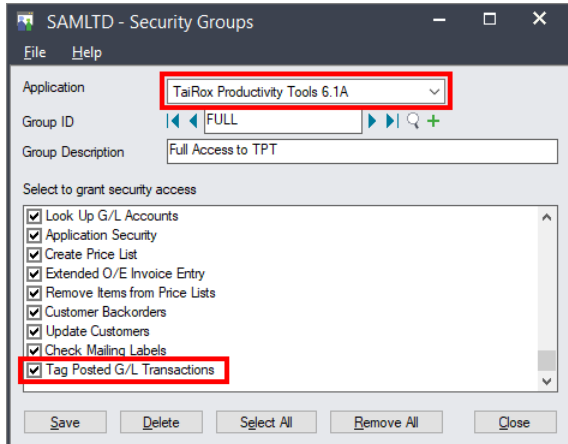 SAMLTD - Security Groups
File Help
Application TaiRox Productivity Tools 6.1A
Group ID FULL
Group Description Full Access to TPT
Select to grant security access
Look Up G/L Accounts
Application Security
Create Price List
Extended O/E Invoice Entry
Remove Items from Price Lists
Customer Backorders
Update Customers
Check Mailing Labels
Tag Posted G/L Transactions
Save Delete Select All Remove All Close